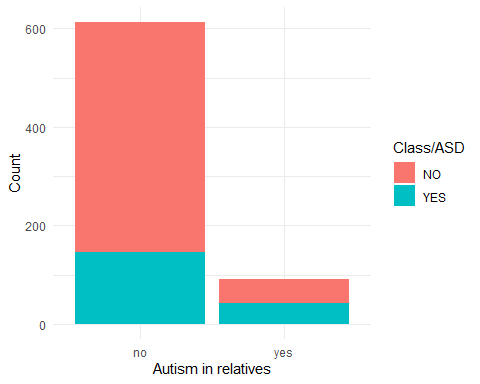 600
400
200
0
Count
no
yes
Autism in relatives
Class/ASD
NO
YES